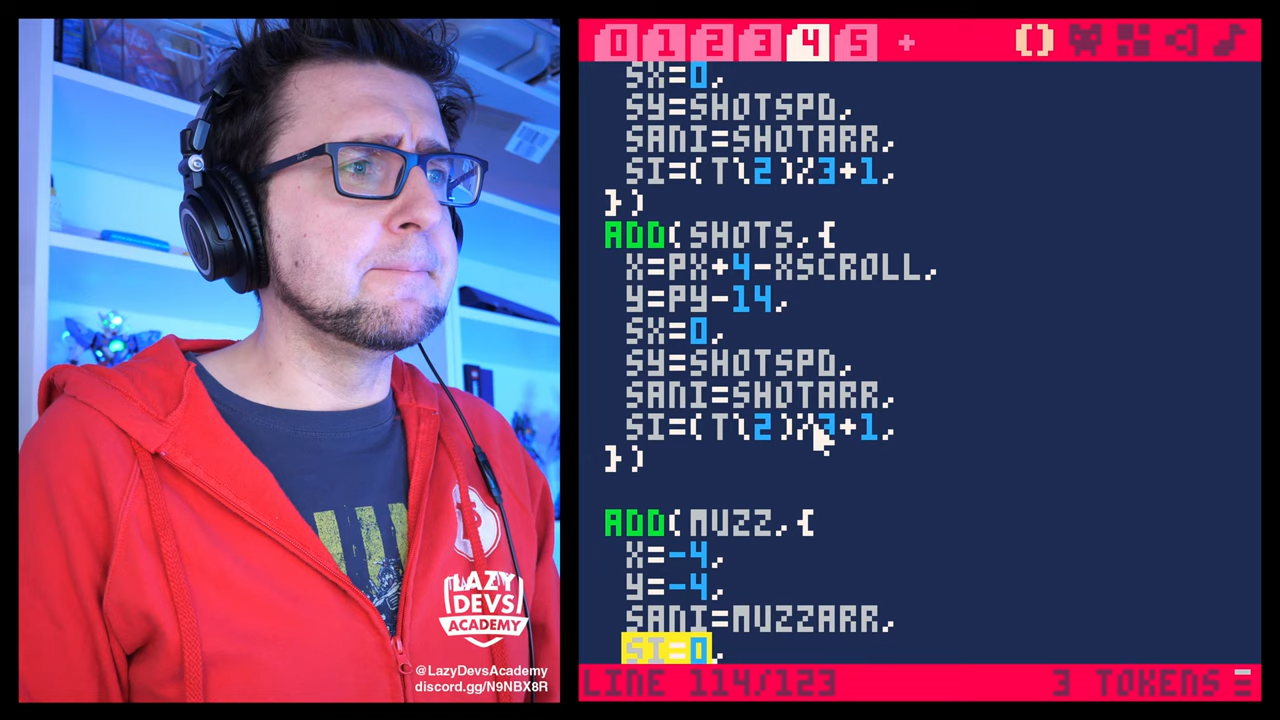 0 1 2 3 4 5 +
SX=0,
SY=SHOTSPD,
SANI=SHOTARR,
SI=(T\2)%3+1,
})
ADD(SHOTS,{
X=PX+4-XSCROLL,
Y=PY-14,
SX=0,
SY=SHOTSPD,
SANI=SHOTARR,
SI=(T\2)%3+1,
})
ADD(MUZZ,{
X=-4,
Y=-4,
SANI=MUZZARR,
SI=0,
LINE 114/123 3 TOKENS
LAZY
DEVS
ACADEMY
@LazyDevsAcademy
discord.gg/N9NBX8R